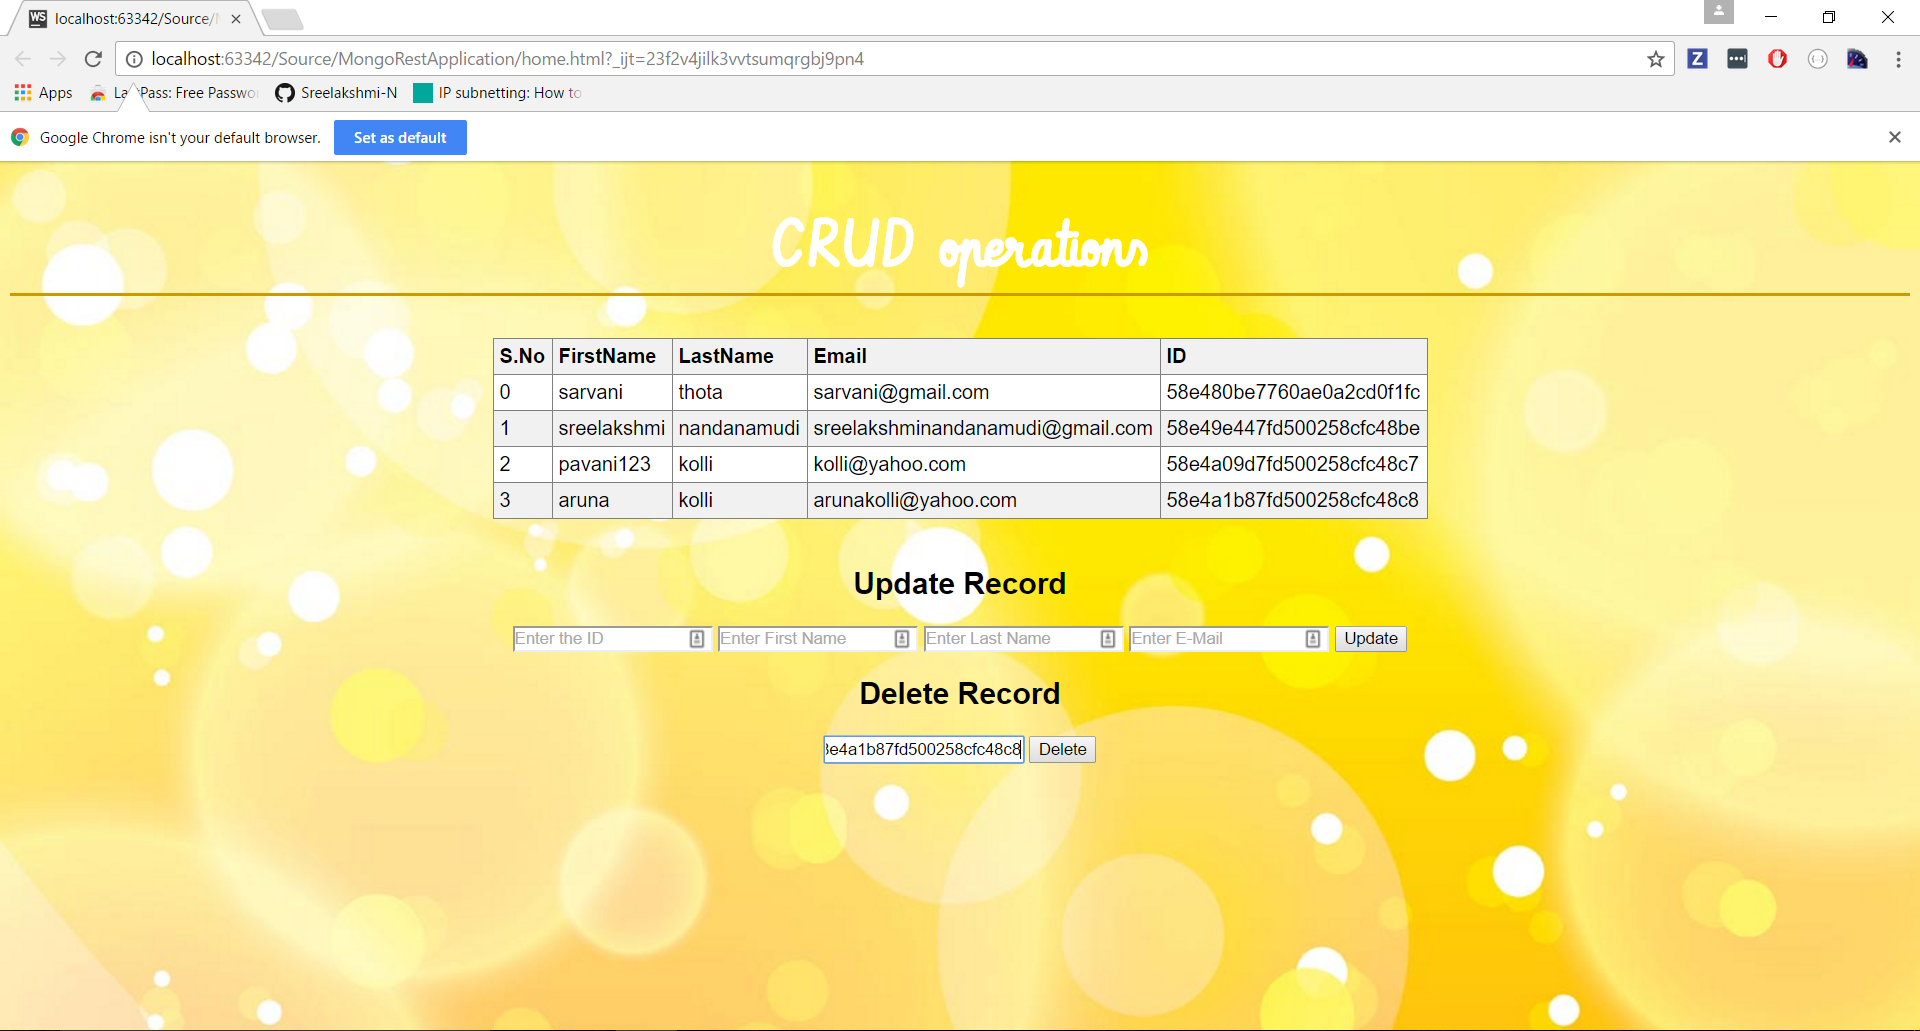 localhost:63342/Source/
localhost:63342/Source/MongoRestApplication/home.html?_ijt=23f2v4jilk3vvtsumqrgbj9pn4
Apps Pass: Free Passwo Sreelakshmi-N IP subnetting: How to
Google Chrome isn't your default browser. Set as default
CRUD operations
S.No FirstName LastName Email ID
0 sarvani thota sarvani@gmail.com 58e480be7760ae0a2cd0f1fc
1 sreelakshmi nandanamudi sreelakshminandanamudi@gmail.com 58e49e447fd500258cfc48be
2 pavani123 kolli kolli@yahoo.com 58e4a09d7fd500258cfc48c7
3 aruna kolli arunakolli@yahoo.com 58e4a1b87fd500258cfc48c8
Update Record
Enter the ID Enter First Name Enter Last Name Enter E-Mail Update
Delete Record
8e4a1b87fd500258cfc48c8 Delete